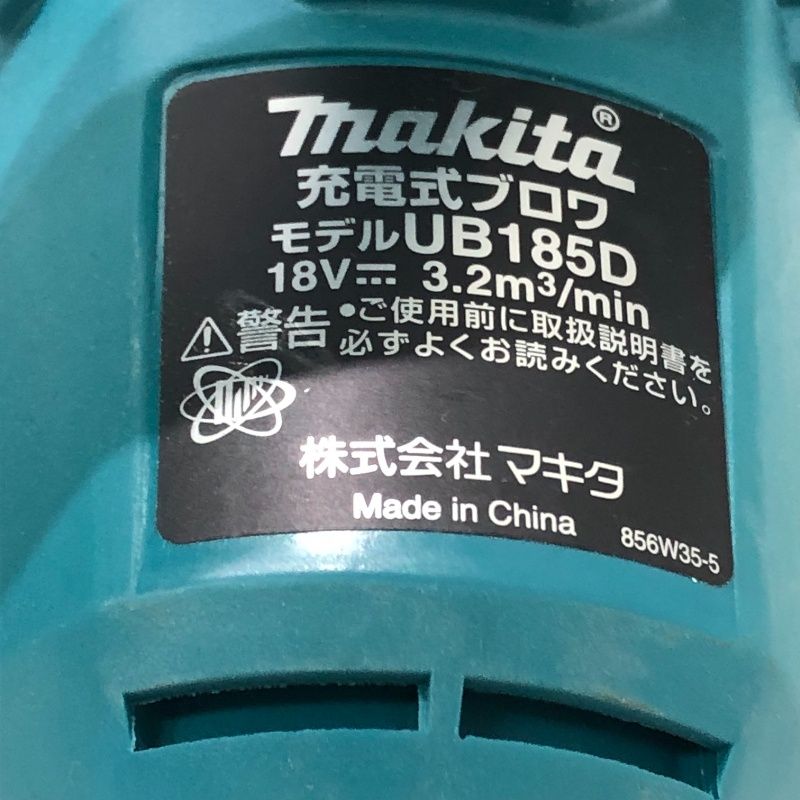 makita®
充電式ブロワ
モデルUB185D
18V⎓ 3.2m³/min
⚠警告 •ご使用前に取扱説明書を
必ずよくお読みください。
株式会社 マキタ
Made in China 856W35-5